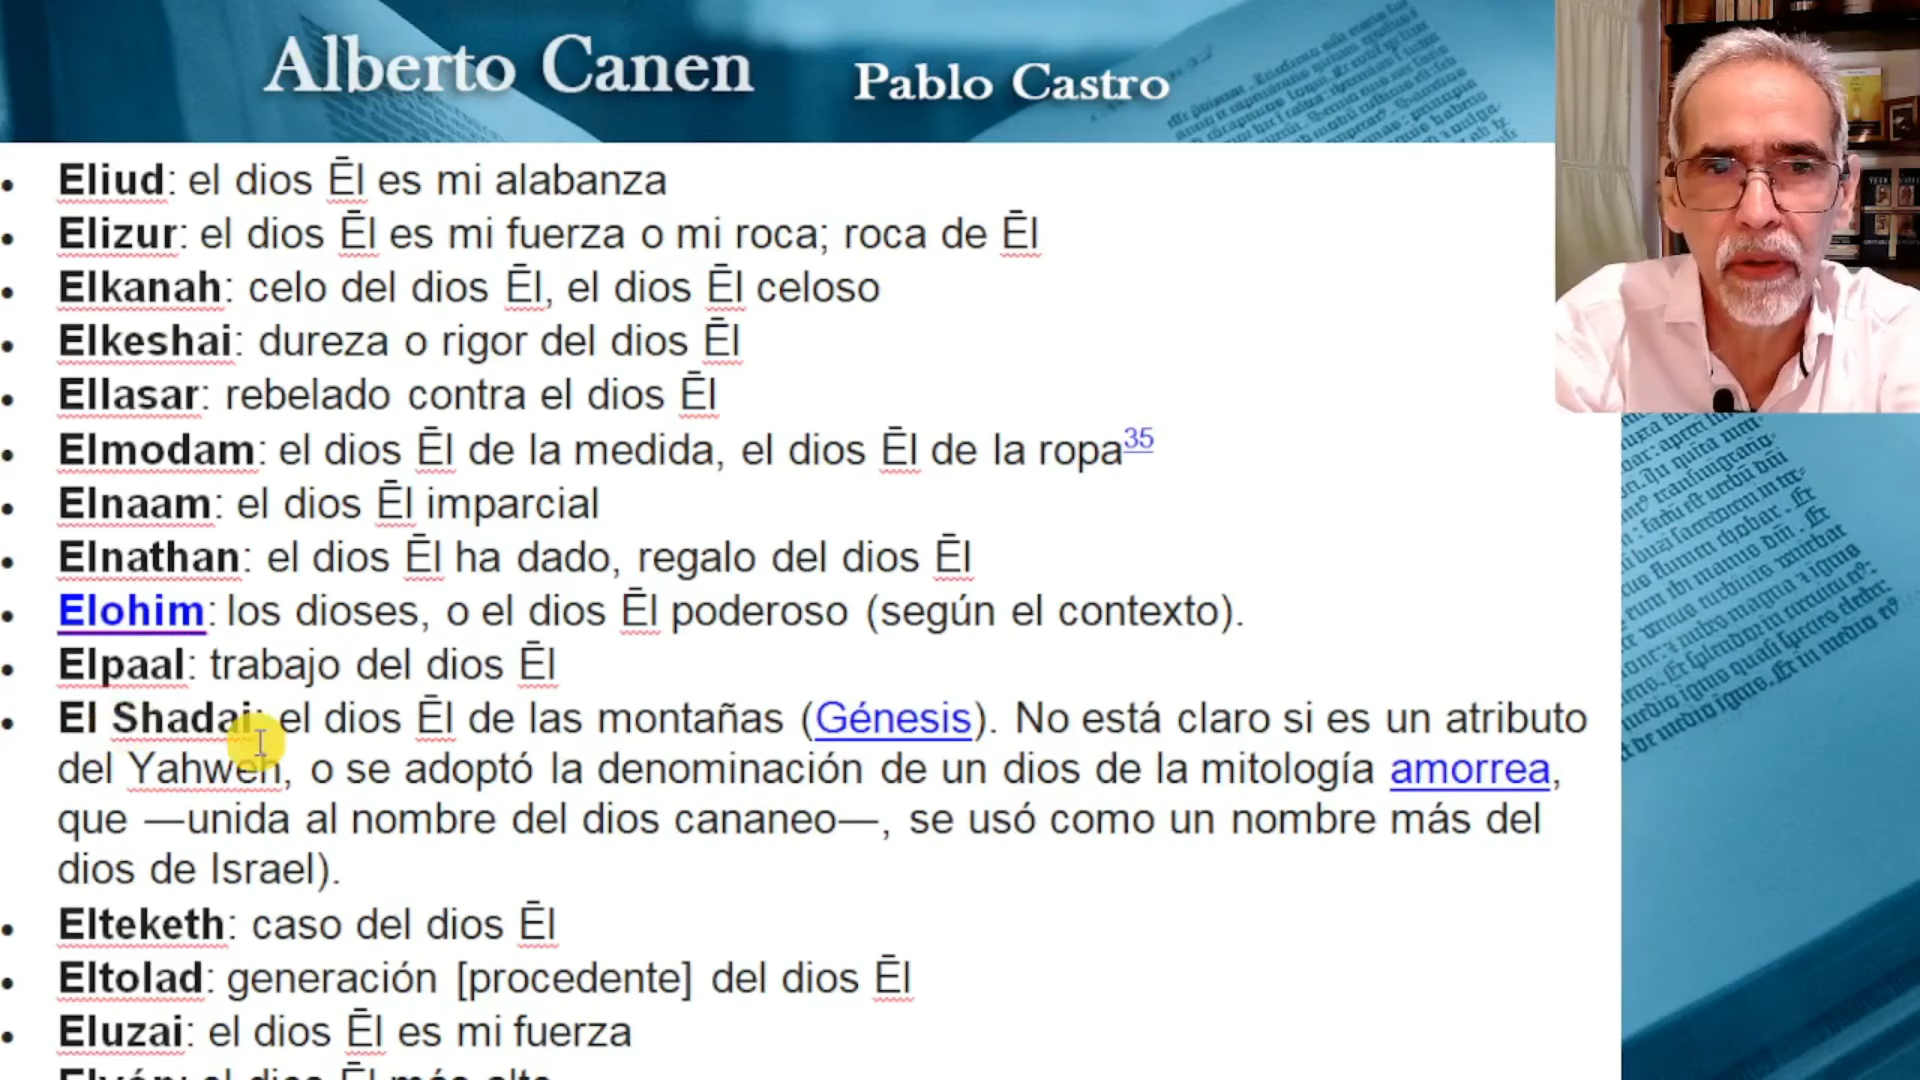 Alberto Canen
Pablo Castro
• Eliud: el dios Ēl es mi alabanza
• Elizur: el dios Ēl es mi fuerza o mi roca; roca de Ēl
• Elkanah: celo del dios Ēl, el dios Ēl celoso
• Elkeshai: dureza o rigor del dios Ēl
• Ellasar: rebelado contra el dios Ēl
• Elmodam: el dios Ēl de la medida, el dios Ēl de la ropa35
• Elnaam: el dios Ēl imparcial
• Elnathan: el dios Ēl ha dado, regalo del dios Ēl
• Elohim: los dioses, o el dios Ēl poderoso (según el contexto).
• Elpaal: trabajo del dios Ēl
• El Shadai: el dios Ēl de las montañas (Génesis). No está claro si es un atributo
del Yahweh, o se adoptó la denominación de un dios de la mitología amorrea,
que —unida al nombre del dios cananeo—, se usó como un nombre más del
dios de Israel).
• Elteketh: caso del dios Ēl
• Eltolad: generación [procedente] del dios Ēl
• Eluzai: el dios Ēl es mi fuerza
el dios Ēl más alto